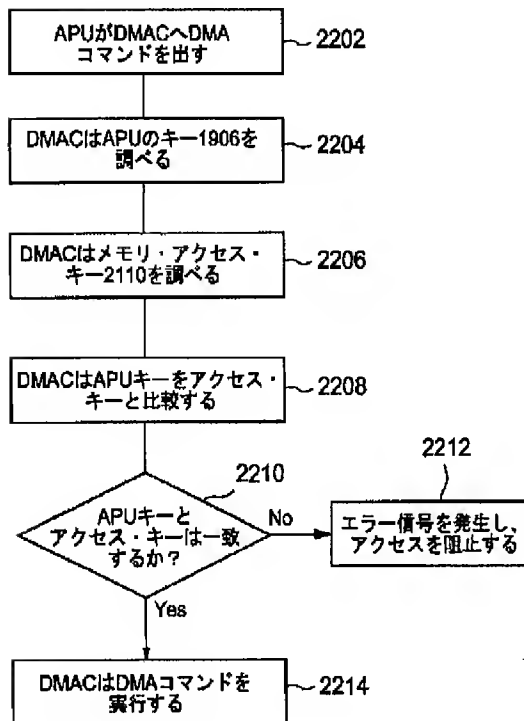 APUがDMACへDMA
コマンドを出す
2202
DMACはAPUのキー1906を
調べる
2204
DMACはメモリ・アクセス・
キー2110を調べる
2206
DMACはAPUキーをアクセス・
キーと比較する
2208
2210
APUキーと
アクセス・キーは一致
するか？
No
2212
エラー信号を発生し、
アクセスを阻止する
Yes
DMACはDMAコマンドを
実行する
2214